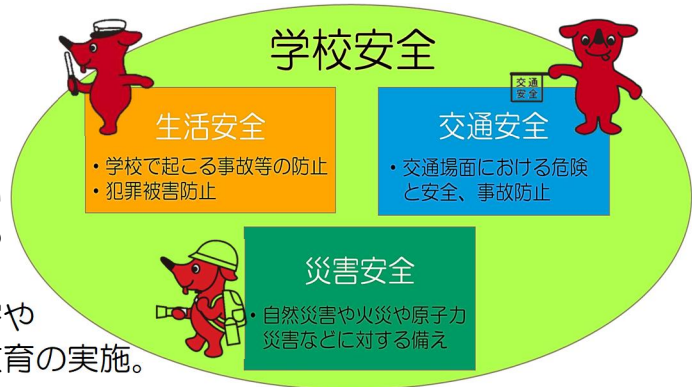 学校安全
生活安全
・学校で起こる事故等の防止
・犯罪被害防止
交通
安全
交通安全
・交通場面における危険
と安全、事故防止
災害安全
・自然災害や火災や原子力
災害などに対する備え
や
育の実施。